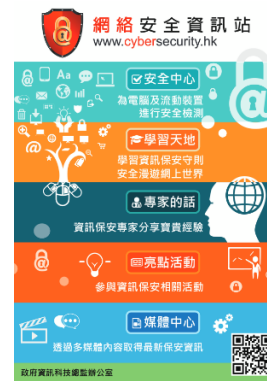 網絡安全資訊站
www.cybersecurity.hk
Aa
安全中心
為電腦及流動裝置
進行安全檢測
學習天地
學習資訊保安守則
安全漫遊網上世界
專家的話
資訊保安專家分享寶貴經驗
亮點活動
參與資訊保安相關活動
媒體中心
透過多媒體內容取得最新保安資訊
政府資訊科技總監辦公室